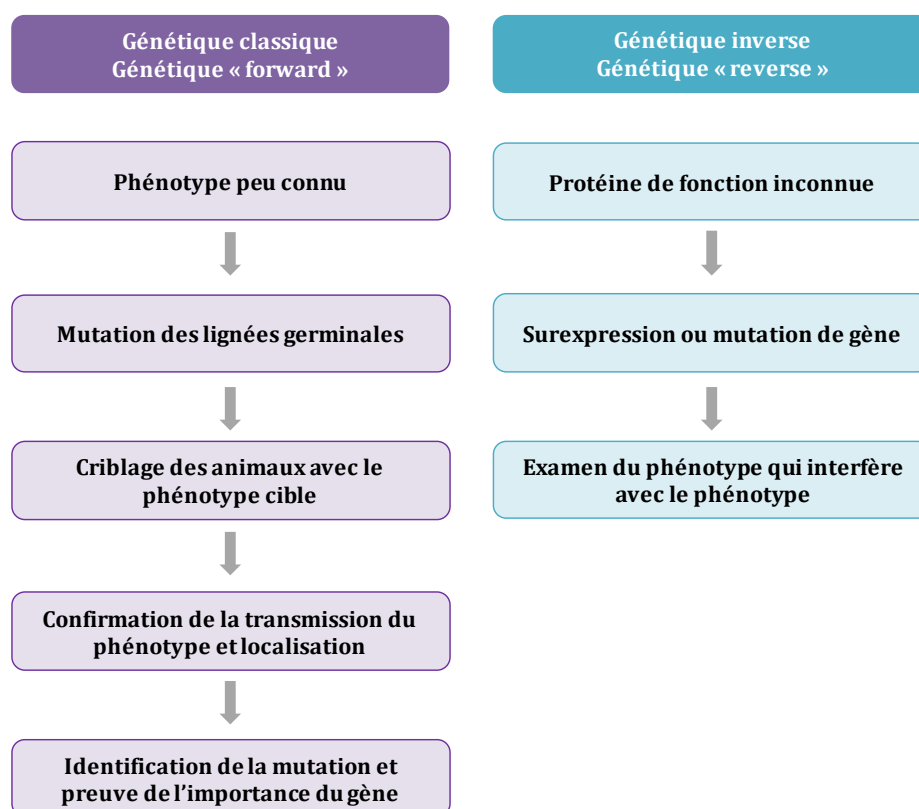 Génétique classique
Génétique « forward »
Phénotype peu connu
Mutation des lignées germinales
Criblage des animaux avec le
phénotype cible
Confirmation de la transmission du
phénotype et localisation
Identification de la mutation et
preuve de l'importance du gène
Génétique inverse
Génétique « reverse »
Protéine de fonction inconnue
Surexpression ou mutation de gène
Examen du phénotype qui interfère
avec le phénotype